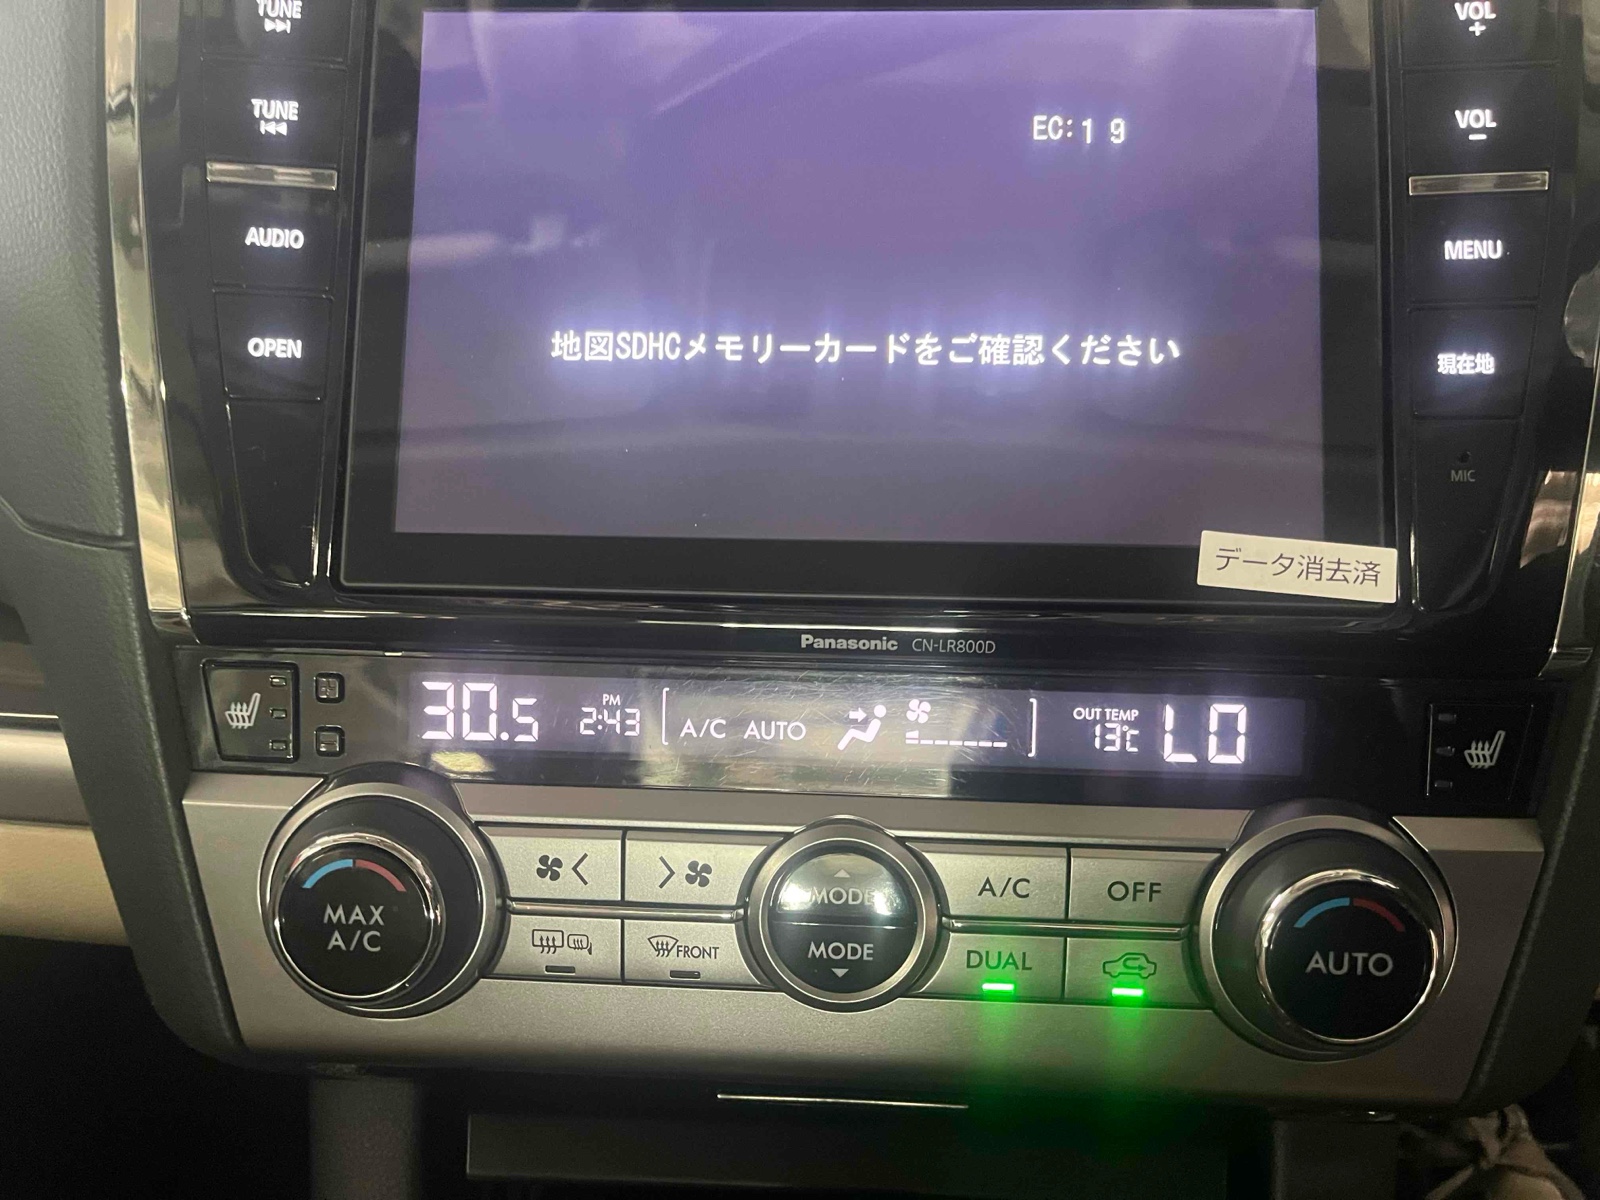 TUNE
VOL
+
TUNE
EC:19
VOL
−
AUDIO
MENU
OPEN
地図SDHCメモリーカードをご確認ください
現在地
MIC
データ消去済
Panasonic CN-LR800D
30.5 PM 2:43 A/C AUTO OUT TEMP 13℃ LO
MAX A/C
MODE
A/C OFF
FRONT
MODE
DUAL
AUTO